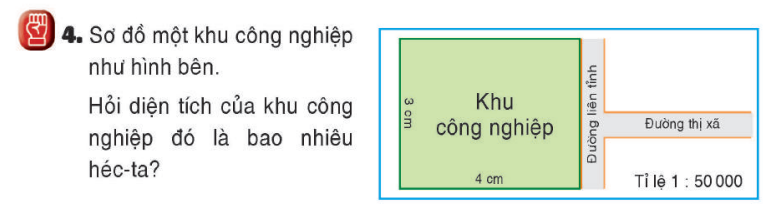 4. Sơ đồ một khu công nghiệp
như hình bên.
Hỏi diện tích của khu công
nghiệp đó là bao nhiêu
héc-ta?
3 cm
Khu
công nghiệp
4 cm
Đường liên tỉnh
Đường thị xã
Tỉ lệ 1 : 50 000